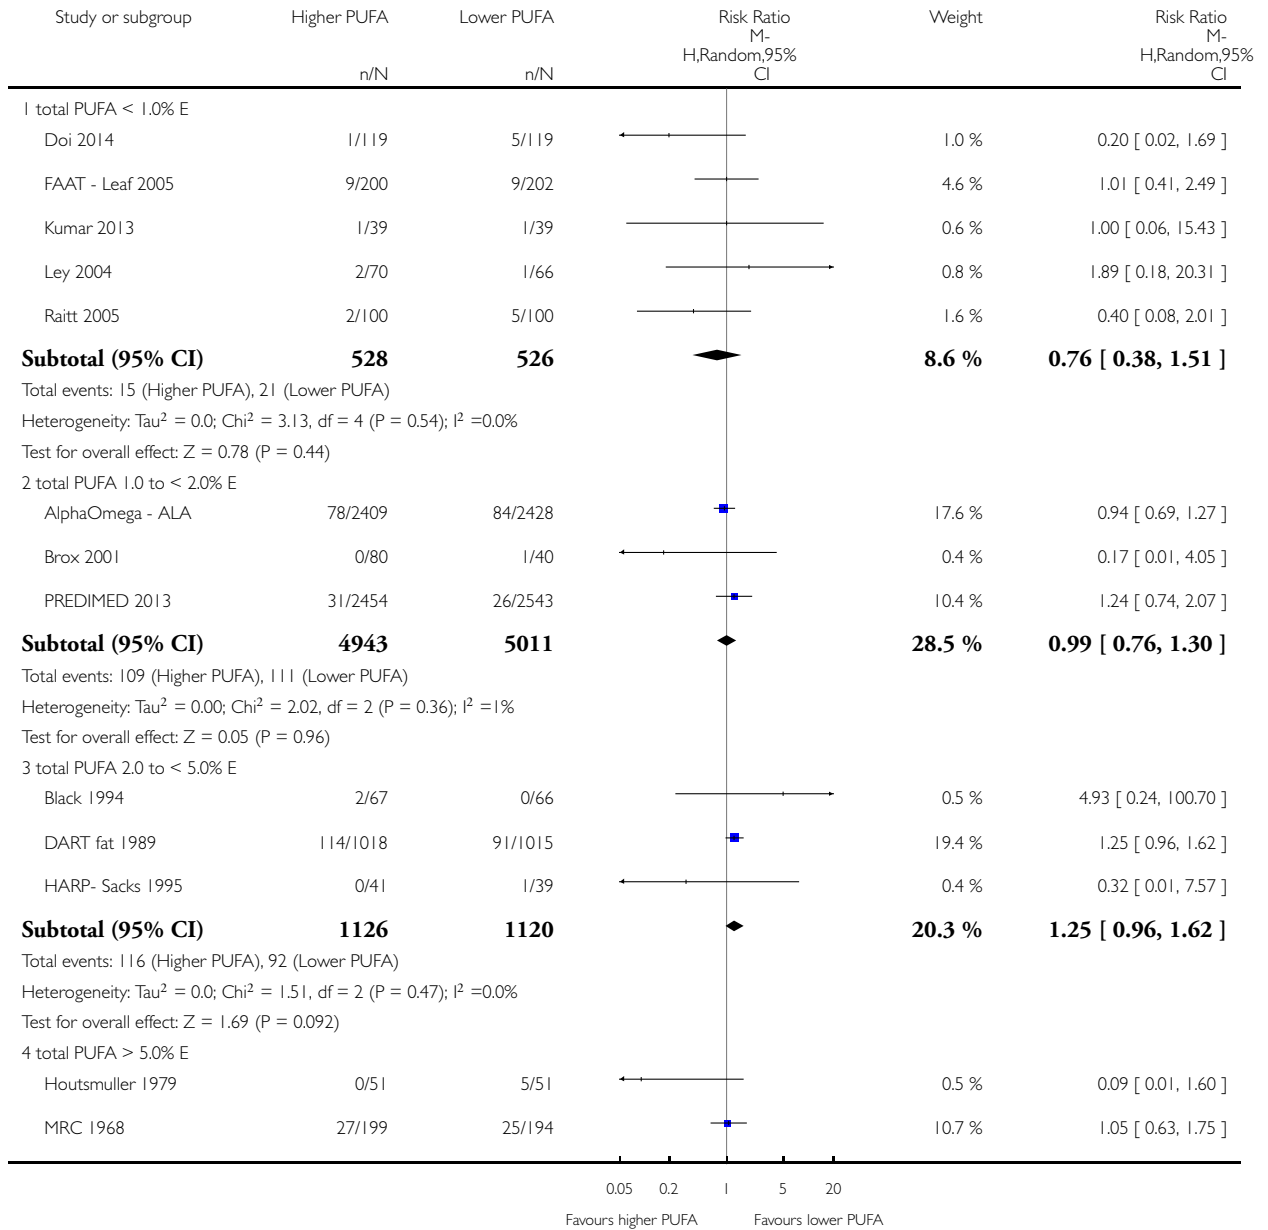 Study or subgroup Higher PUFA Lower PUFA Risk Ratio Weight Risk Ratio
M- M-
H,Random,95% H,Random,95%
n/N n/N CI CI
1 total PUFA < 1.0% E
Doi 2014 1/119 5/119 1.0 % 0.20 [ 0.02, 1.69 ]
FAAT - Leaf 2005 9/200 9/202 4.6 % 1.01 [ 0.41, 2.49 ]
Kumar 2013 1/39 1/39 0.6 % 1.00 [ 0.06, 15.43 ]
Ley 2004 2/70 1/66 0.8 % 1.89 [ 0.18, 20.31 ]
Raitt 2005 2/100 5/100 1.6 % 0.40 [ 0.08, 2.01 ]
Subtotal (95% CI) 528 526 8.6 % 0.76 [ 0.38, 1.51 ]
Total events: 15 (Higher PUFA), 21 (Lower PUFA)
Heterogeneity: Tau² = 0.0; Chi² = 3.13, df = 4 (P = 0.54); I² =0.0%
Test for overall effect: Z = 0.78 (P = 0.44)
2 total PUFA 1.0 to < 2.0% E
AlphaOmega - ALA 78/2409 84/2428 17.6 % 0.94 [ 0.69, 1.27 ]
Brox 2001 0/80 1/40 0.4 % 0.17 [ 0.01, 4.05 ]
PREDIMED 2013 31/2454 26/2543 10.4 % 1.24 [ 0.74, 2.07 ]
Subtotal (95% CI) 4943 5011 28.5 % 0.99 [ 0.76, 1.30 ]
Total events: 109 (Higher PUFA), 111 (Lower PUFA)
Heterogeneity: Tau² = 0.00; Chi² = 2.02, df = 2 (P = 0.36); I² =1%
Test for overall effect: Z = 0.05 (P = 0.96)
3 total PUFA 2.0 to < 5.0% E
Black 1994 2/67 0/66 0.5 % 4.93 [ 0.24, 100.70 ]
DART fat 1989 114/1018 91/1015 19.4 % 1.25 [ 0.96, 1.62 ]
HARP- Sacks 1995 0/41 1/39 0.4 % 0.32 [ 0.01, 7.57 ]
Subtotal (95% CI) 1126 1120 20.3 % 1.25 [ 0.96, 1.62 ]
Total events: 116 (Higher PUFA), 92 (Lower PUFA)
Heterogeneity: Tau² = 0.0; Chi² = 1.51, df = 2 (P = 0.47); I² =0.0%
Test for overall effect: Z = 1.69 (P = 0.092)
4 total PUFA > 5.0% E
Houtsmuller 1979 0/51 5/51 0.5 % 0.09 [ 0.01, 1.60 ]
MRC 1968 27/199 25/194 10.7 % 1.05 [ 0.63, 1.75 ]
0.05 0.2 1 5 20
Favours higher PUFA Favours lower PUFA